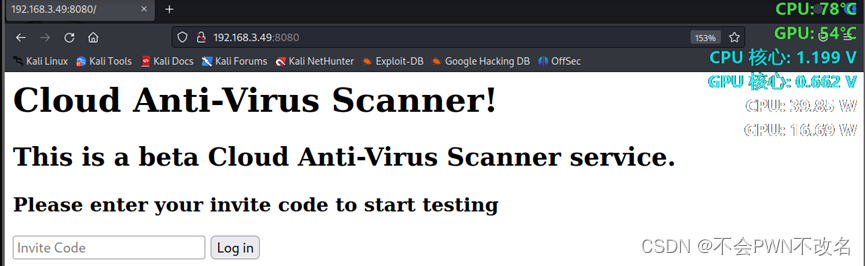 192.168.3.49:8080/
CPU: 78℃
192.168.3.49:8080
153%
GPU: 54℃
Kali Linux Kali Tools Kali Docs Kali Forums Kali NetHunter Exploit-DB Google Hacking DB OffSec
CPU 核心: 1.199 V
GPU 核心: 0.662 V
Cloud Anti-Virus Scanner!
CPU: 39.85 W
GPU: 16.69 W
This is a beta Cloud Anti-Virus Scanner service.
Please enter your invite code to start testing
Invite Code Log in
CSDN @不会PWN不改名